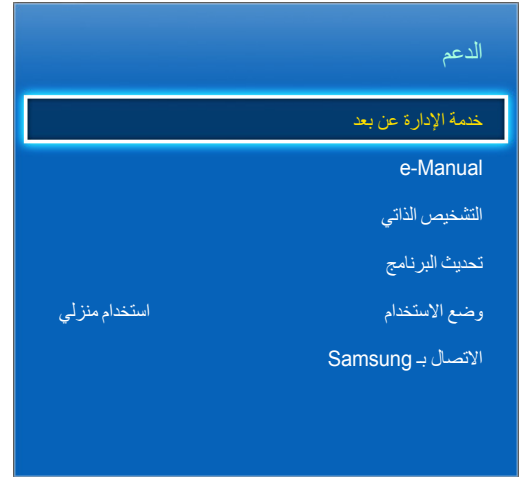 الدعم
خدمة الإدارة عن بعد
e-Manual
التشخيص الذاتي
تحديث البرنامج
وضع الاستخدام استخدام منزلي
الاتصال بـ Samsung